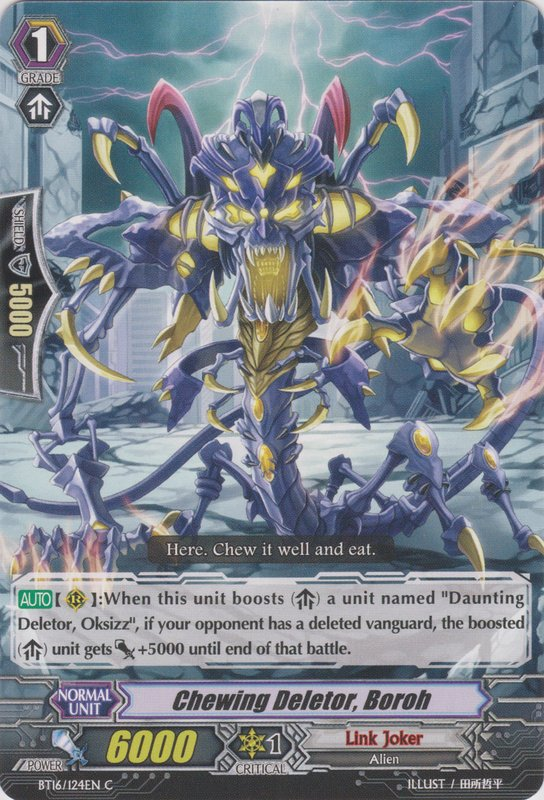 1
GRADE
SHIELD
5000
Here. Chew it well and eat.
AUTO【 R 】:When this unit boosts ( ) a unit named "Daunting
Deletor, Oksizz", if your opponent has a deleted vanguard, the boosted
( ) unit gets +5000 until end of that battle.
NORMAL
UNIT
Chewing Deletor, Boroh
POWER
6000
1
CRITICAL
Link Joker
Alien
BT16/124EN C
ILLUST / 田所哲平